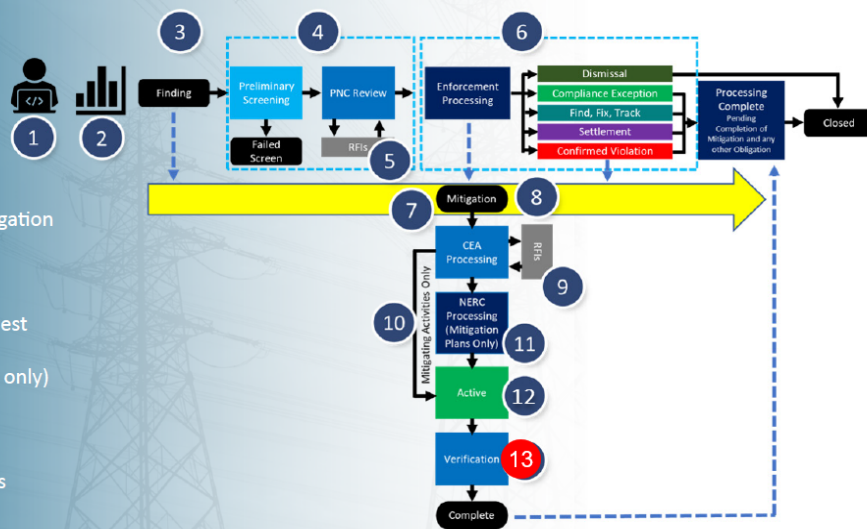 3
4
6
1
2
</>
Finding
Preliminary
Screening
PNC Review
Failed
Screen
RFIs
5
Enforcement
Processing
Dismissal
Compliance Exception
Find, Fix, Track
Settlement
Confirmed Violation
Processing
Complete
Pending
Completion of
Mitigation and any
other Obligation
Closed
Mitigation
7
8
CEA
Processing
RFIs
9
10
Mitigating Activities Only
NERC
Processing
(Mitigation
Plans Only)
11
Active
12
Verification
13
Complete
gation
est
only)
s